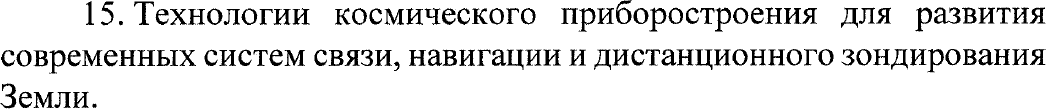 15. Технологии космического приборостроения для развития
современных систем связи, навигации и дистанционного зондирования
Земли.